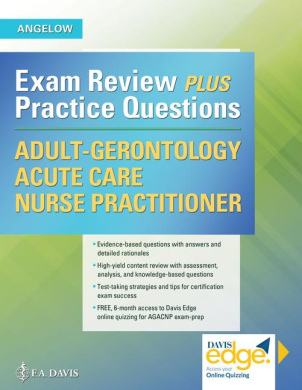 ANGELOW
Exam Review PLUS
Practice Questions
ADULT-GERONTOLOGY
ACUTE CARE
NURSE PRACTITIONER
• Evidence-based questions with answers and
detailed rationales
• High-yield content review with assessment,
analysis, and knowledge-based questions
• Test-taking strategies and tips for certification
exam success
• FREE, 6-month access to Davis Edge
online quizzing for AGACNP exam-prep
F.A. DAVIS
DAVIS
edge.
Access your
Online Quizzing